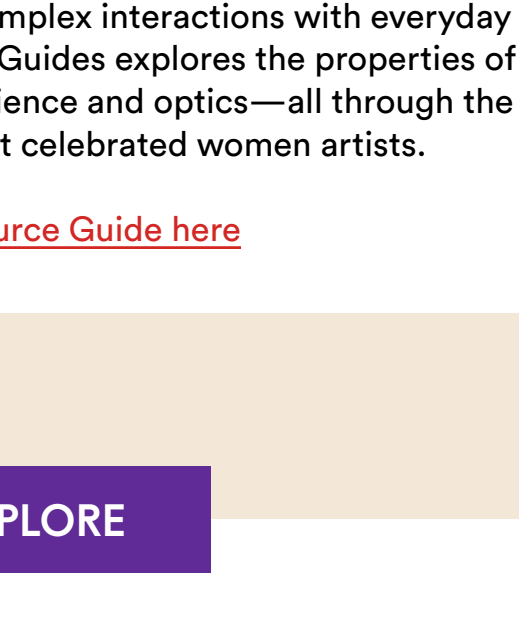 mplex interactions with everyday
Guides explores the properties of
ience and optics—all through the
t celebrated women artists.
urce Guide here
PLORE